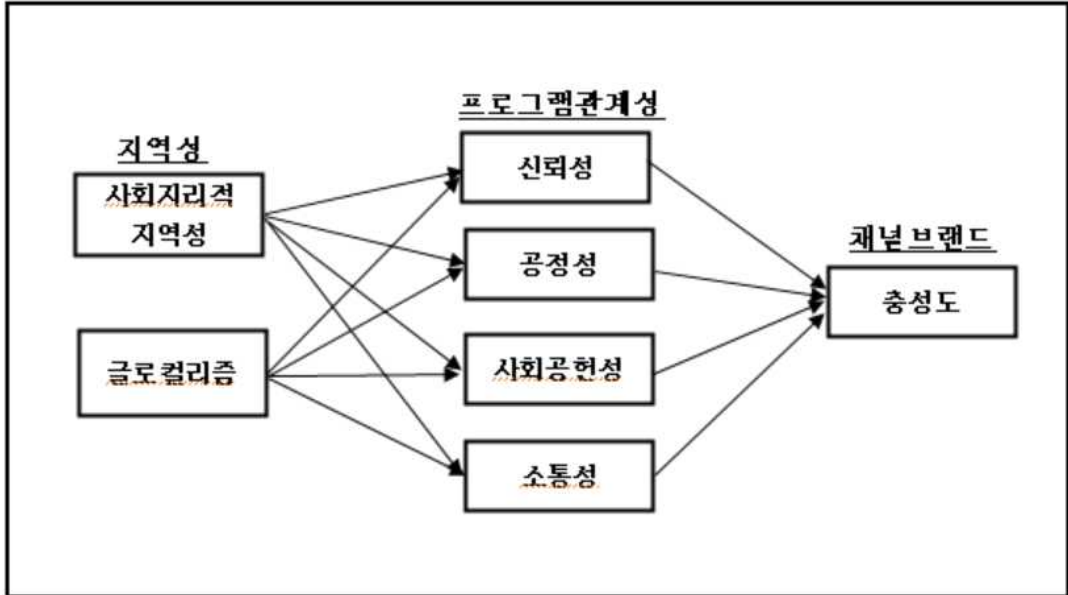 지역성
사회지리적
지역성
글로컬리즘
프로그램관계성
신뢰성
공정성
사회공헌성
소통성
채널브랜드
충성도